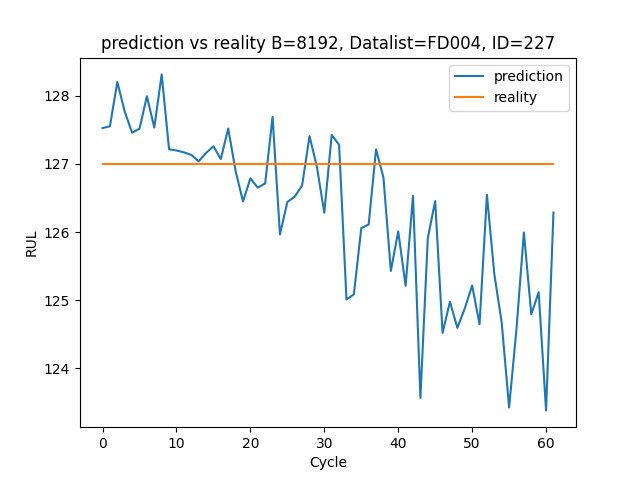 prediction vs reality B=8192, Datalist=FD004, ID=227
prediction
reality
128
127
126
125
124
RUL
0 10 20 30 40 50 60
Cycle